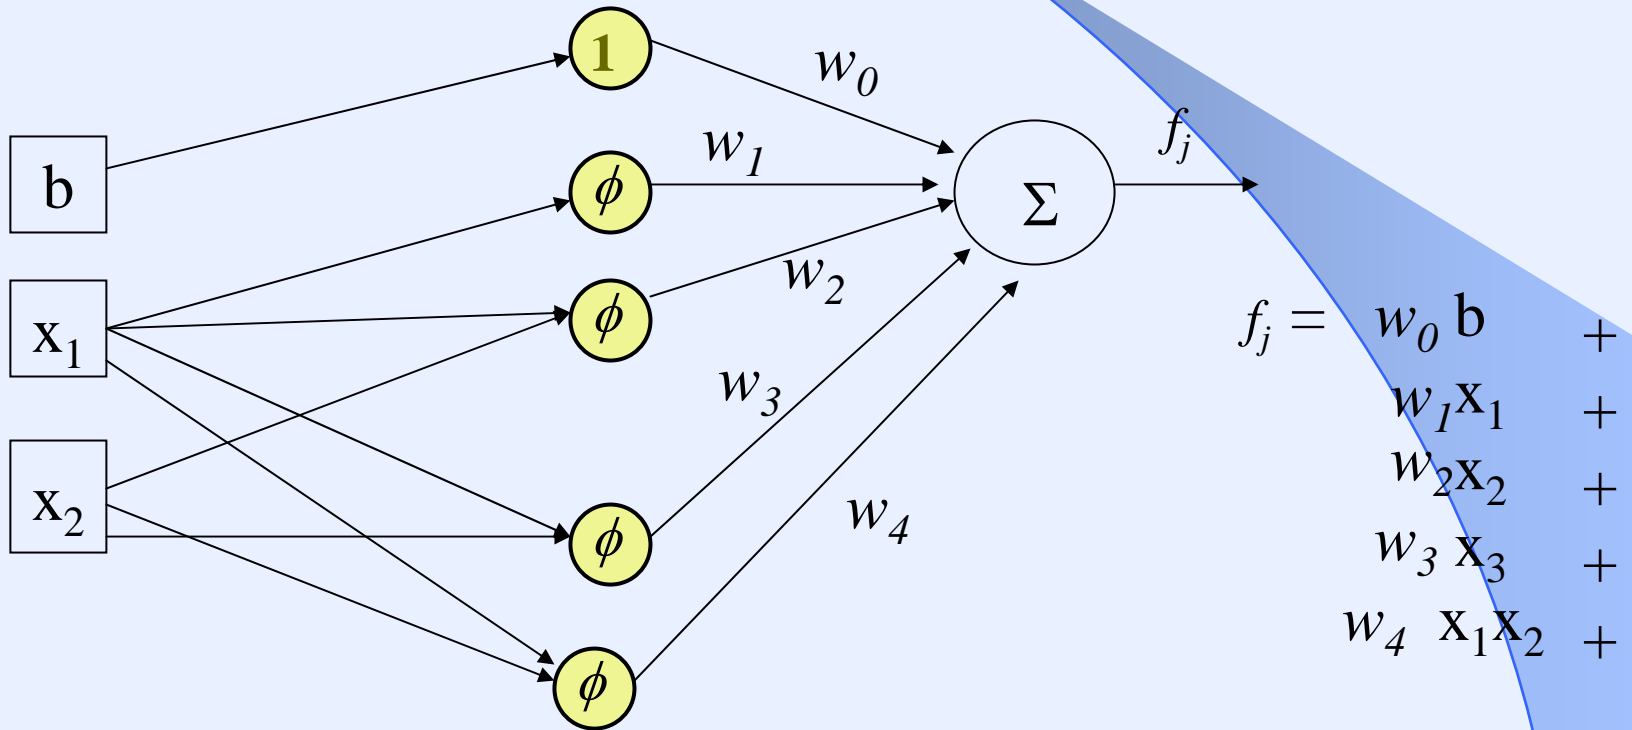 1
w₀
b
ϕ
w₁
Σ
fⱼ
x₁
ϕ
w₂
x₂
ϕ
w₃
ϕ
w₄
fⱼ = w₀ b +
w₁x₁ +
w₂x₂ +
w₃ x₃ +
w₄ x₁x₂ +